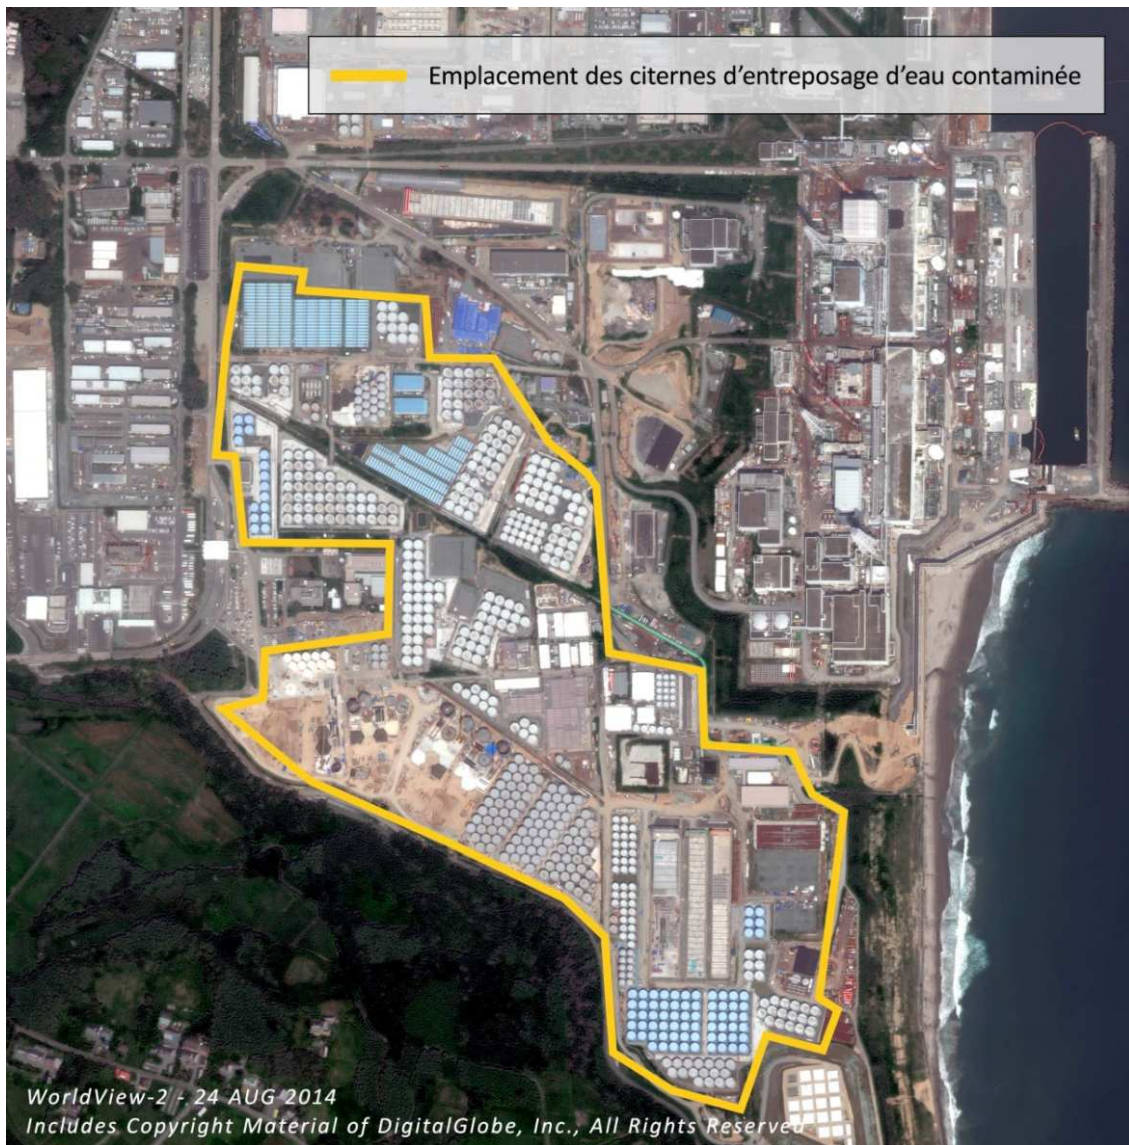 Emplacement des citernes d'entreposage d'eau contaminée
WorldView-2 - 24 AUG 2014
Includes Copyright Material of DigitalGlobe, Inc., All Rights Reserved